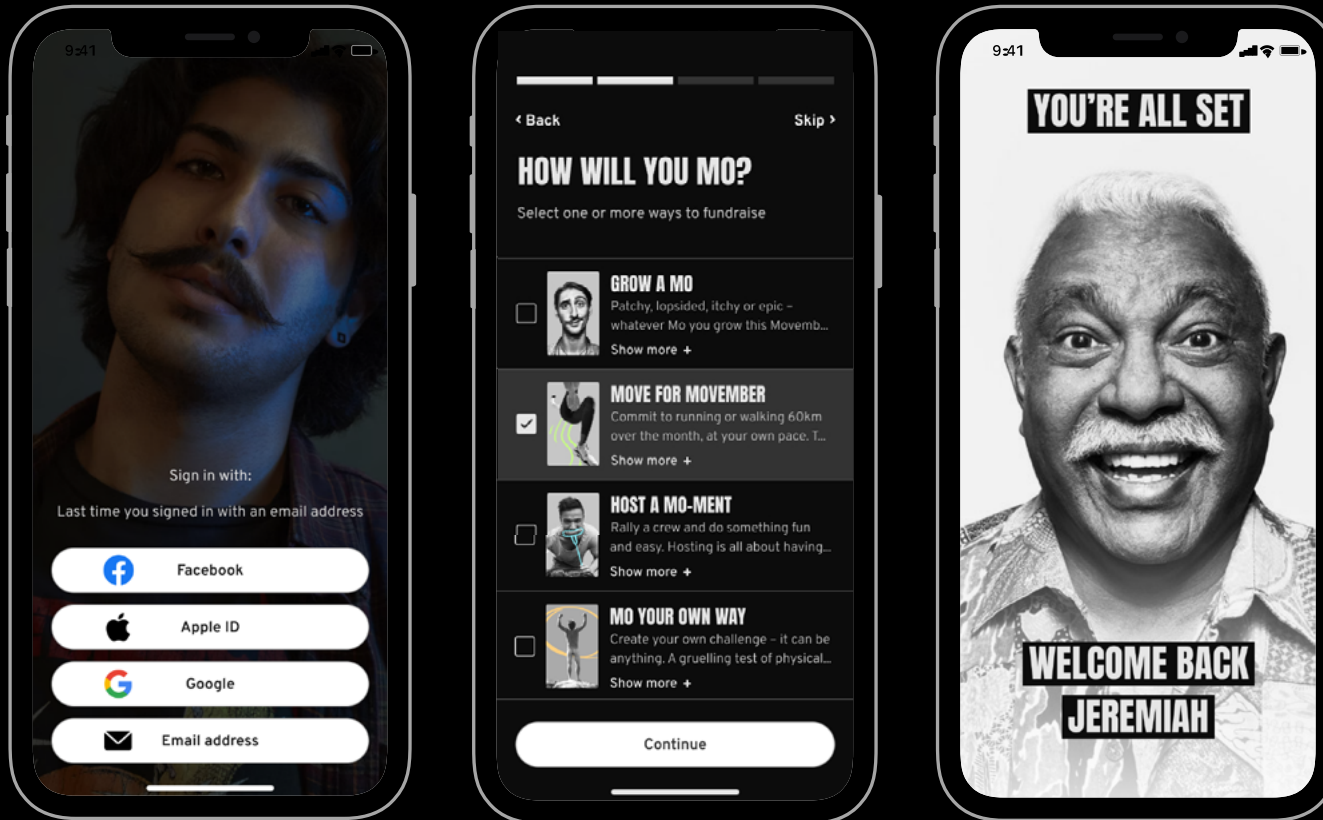 9:41
Sign in with:
Last time you signed in with an email address
Facebook
Apple ID
Google
Email address
‹ Back
Skip ›
HOW WILL YOU MO?
Select one or more ways to fundraise
GROW A MO
Patchy, lopsided, itchy or epic –
whatever Mo you grow this Movemb...
Show more +
MOVE FOR MOVEMBER
Commit to running or walking 60km
over the month, at your own pace. T...
Show more +
HOST A MO-MENT
Rally a crew and do something fun
and easy. Hosting is all about having...
Show more +
MO YOUR OWN WAY
Create your own challenge – it can be
anything. A gruelling test of physical...
Show more +
Continue
9:41
YOU'RE ALL SET
WELCOME BACK
JEREMIAH